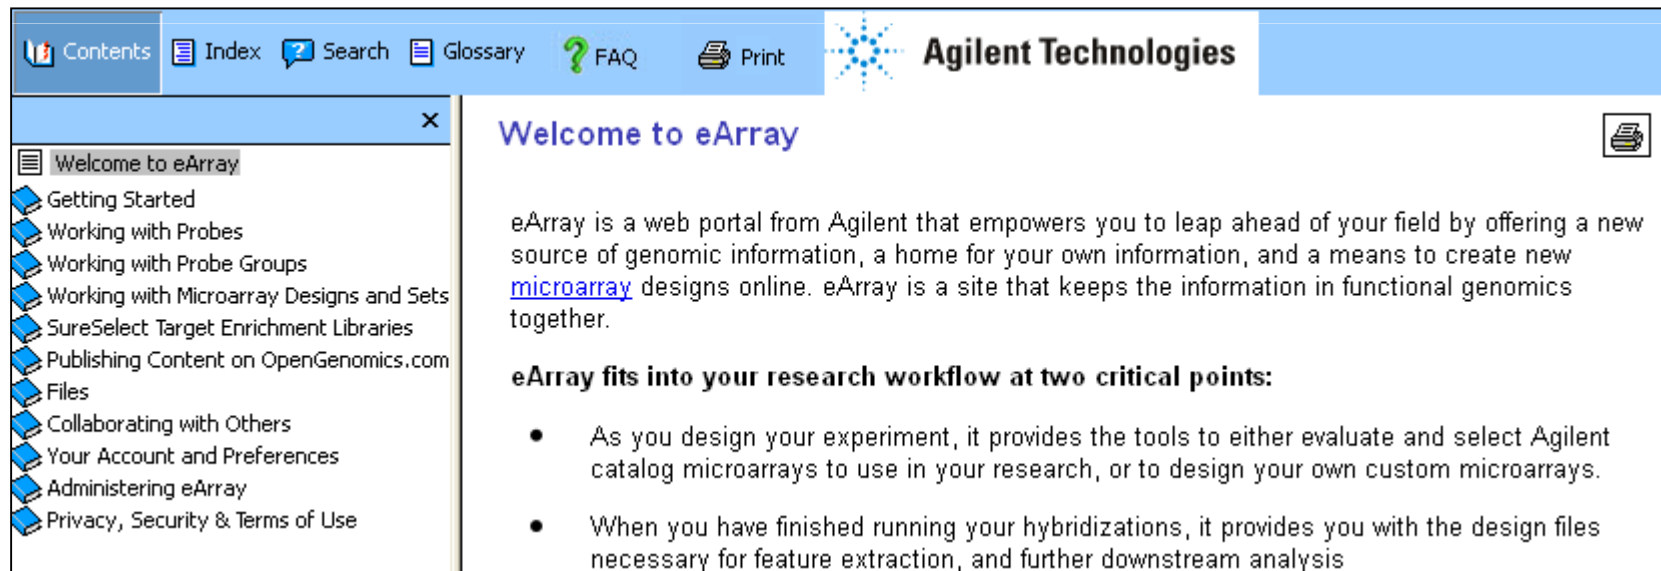 Contents Index Search Glossary FAQ Print Agilent Technologies
Welcome to eArray
Getting Started
Working with Probes
Working with Probe Groups
Working with Microarray Designs and Sets
SureSelect Target Enrichment Libraries
Publishing Content on OpenGenomics.com
Files
Collaborating with Others
Your Account and Preferences
Administering eArray
Privacy, Security & Terms of Use
Welcome to eArray
eArray is a web portal from Agilent that empowers you to leap ahead of your field by offering a new
source of genomic information, a home for your own information, and a means to create new
microarray designs online. eArray is a site that keeps the information in functional genomics
together.
eArray fits into your research workflow at two critical points:
● As you design your experiment, it provides the tools to either evaluate and select Agilent
catalog microarrays to use in your research, or to design your own custom microarrays.
● When you have finished running your hybridizations, it provides you with the design files
necessary for feature extraction, and further downstream analysis